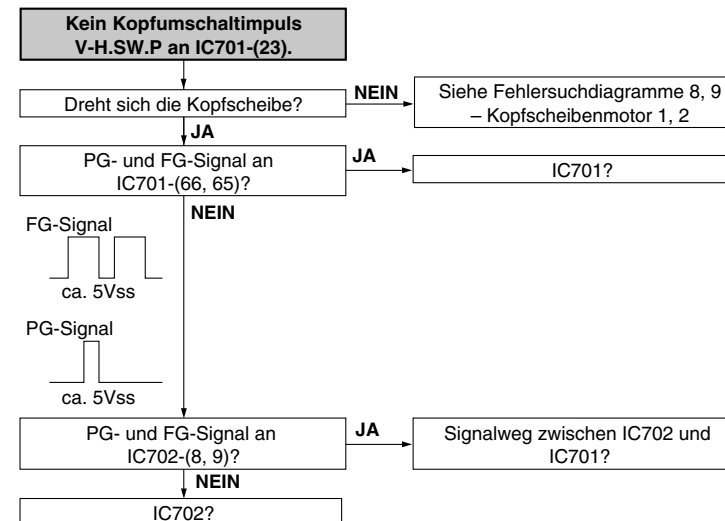 Kein Kopfumschaltimpuls
V-H.SW.P an IC701-(23).
Dreht sich die Kopfscheibe?
NEIN
Siehe Fehlersuchdiagramme 8, 9
– Kopfscheibenmotor 1, 2
JA
PG- und FG-Signal an
IC701-(66, 65)?
JA
IC701?
NEIN
FG-Signal
ca. 5Vss
PG-Signal
ca. 5Vss
PG- und FG-Signal an
IC702-(8, 9)?
JA
Signalweg zwischen IC702 und
IC701?
NEIN
IC702?